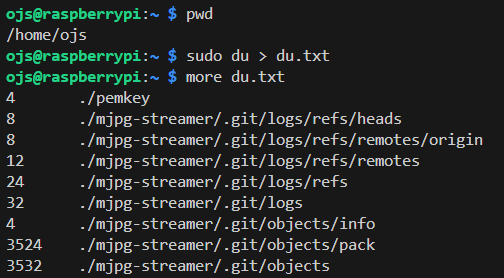 ojs@raspberrypi:~ $ pwd
/home/ojs
ojs@raspberrypi:~ $ sudo du > du.txt
ojs@raspberrypi:~ $ more du.txt
4 ./pemkey
8 ./mjpg-streamer/.git/logs/refs/heads
8 ./mjpg-streamer/.git/logs/refs/remotes/origin
12 ./mjpg-streamer/.git/logs/refs/remotes
24 ./mjpg-streamer/.git/logs/refs
32 ./mjpg-streamer/.git/logs
4 ./mjpg-streamer/.git/objects/info
3524 ./mjpg-streamer/.git/objects/pack
3532 ./mjpg-streamer/.git/objects